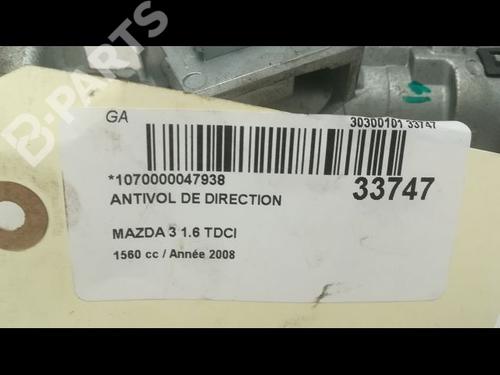 B-PARTS
GA
30300101 33747
*1070000047938
33747
ANTIVOL DE DIRECTION
MAZDA 3 1.6 TDCI
1560 cc / Année 2008